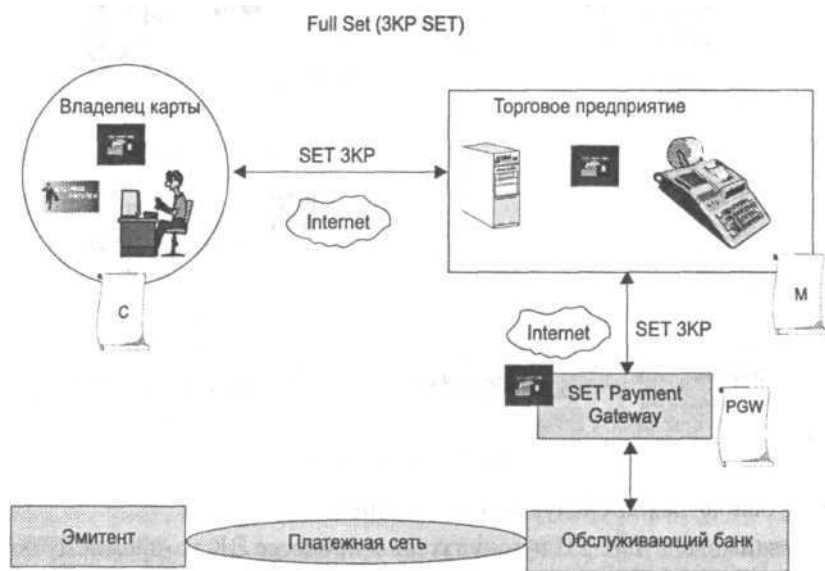 Full Set (3KP SET)
Владелец карты
Торговое предприятие
SET 3KP
Internet
C
M
Internet
SET 3KP
SET Payment
Gateway
PGW
Эмитент
Платежная сеть
Обслуживающий банк